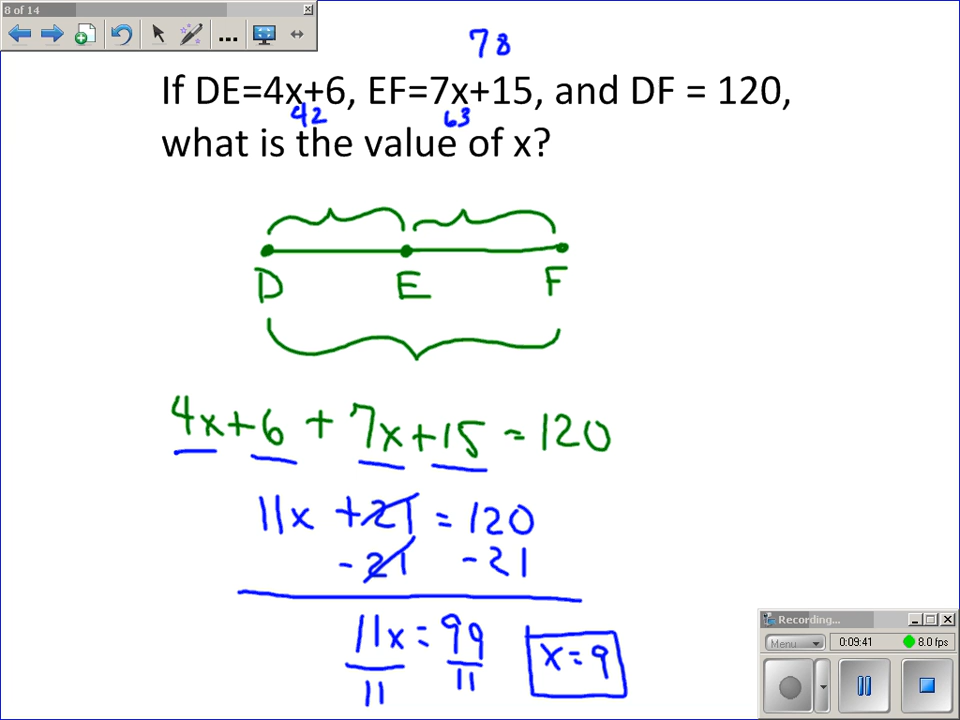 8 of 14
78
If DE=4x+6, EF=7x+15, and DF = 120,
42 63
what is the value of x?
D E F
4x+6 + 7x+15 = 120
11x +21 = 120
-21 -21
11x = 99
11 11
x=9
Recording...
Menu 0:09:41 8.0 fps